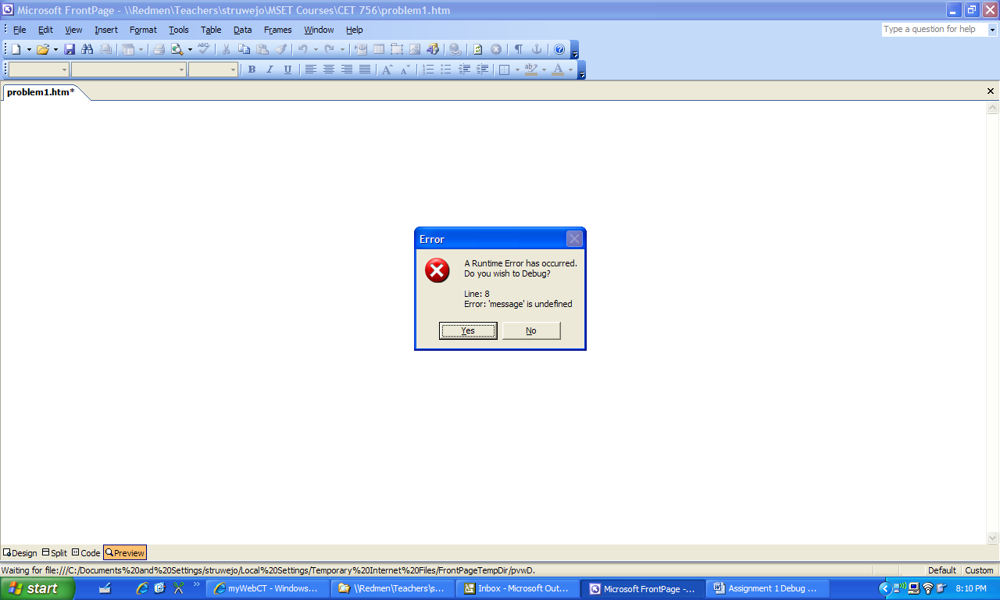 Microsoft FrontPage - \\Redmen\Teachers\struwejo\MSET Courses\CET 756\problem1.htm
File Edit View Insert Format Tools Table Data Frames Window Help
Type a question for help
ABC
B I U A A ab A
problem1.htm*
Error
A Runtime Error has occurred.
Do you wish to Debug?
Line: 8
Error: 'message' is undefined
Yes No
Design Split Code Preview
Waiting for file:///C:/Documents%20and%20Settings/struwejo/Local%20Settings/Temporary%20Internet%20Files/FrontPageTempDir/pvwD.
Default Custom
start myWebCT - Windows... \\Redmen\Teachers\s... Inbox - Microsoft Out... Microsoft FrontPage -... Assignment 1 Debug ... 8:10 PM